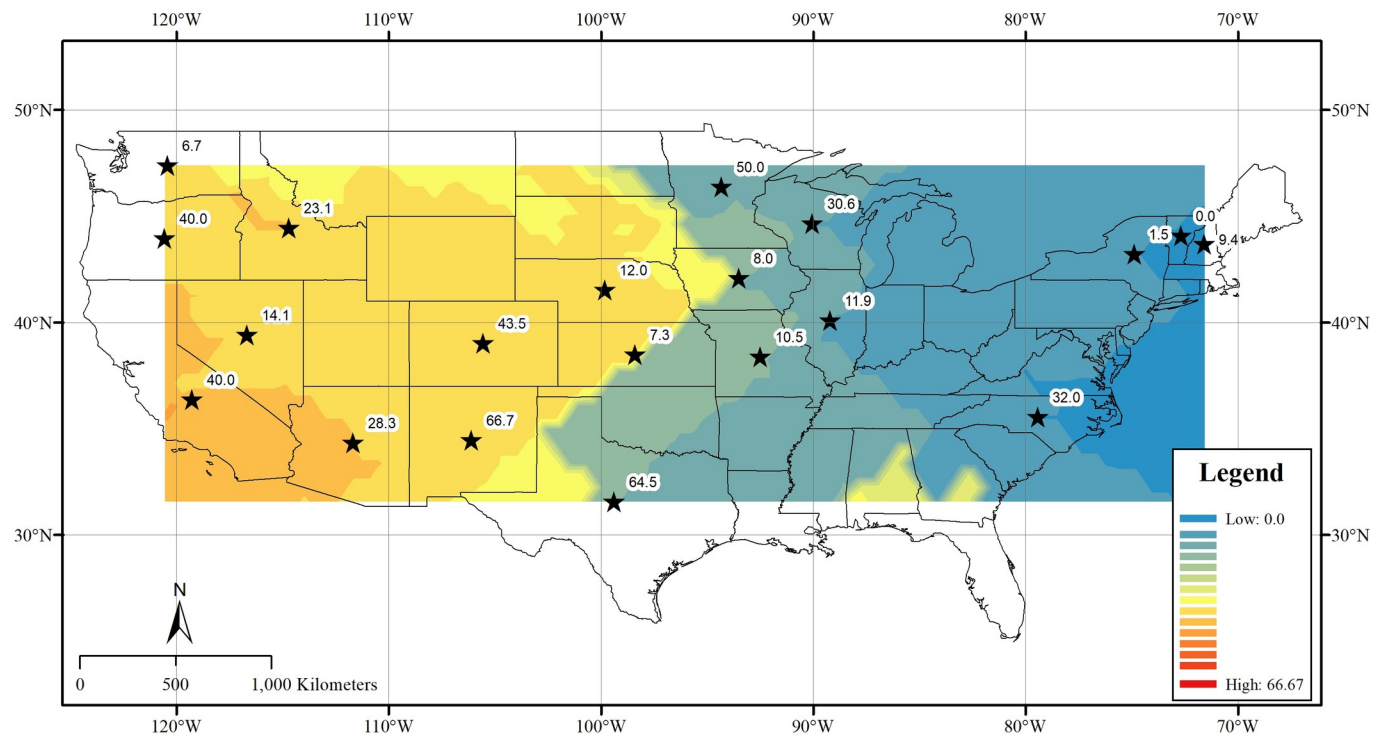 120°W 110°W 100°W 90°W 80°W 70°W
50°N 50°N
6.7
50.0
40.0 23.1 30.6 0.0
1.5 9.4
12.0 8.0
14.1 43.5 7.3 10.5 11.9
40°N 40°N
40.0
28.3 66.7 32.0
64.5
30°N 30°N
Legend
Low: 0.0
High: 66.67
N
0 500 1,000 Kilometers
120°W 110°W 100°W 90°W 80°W 70°W